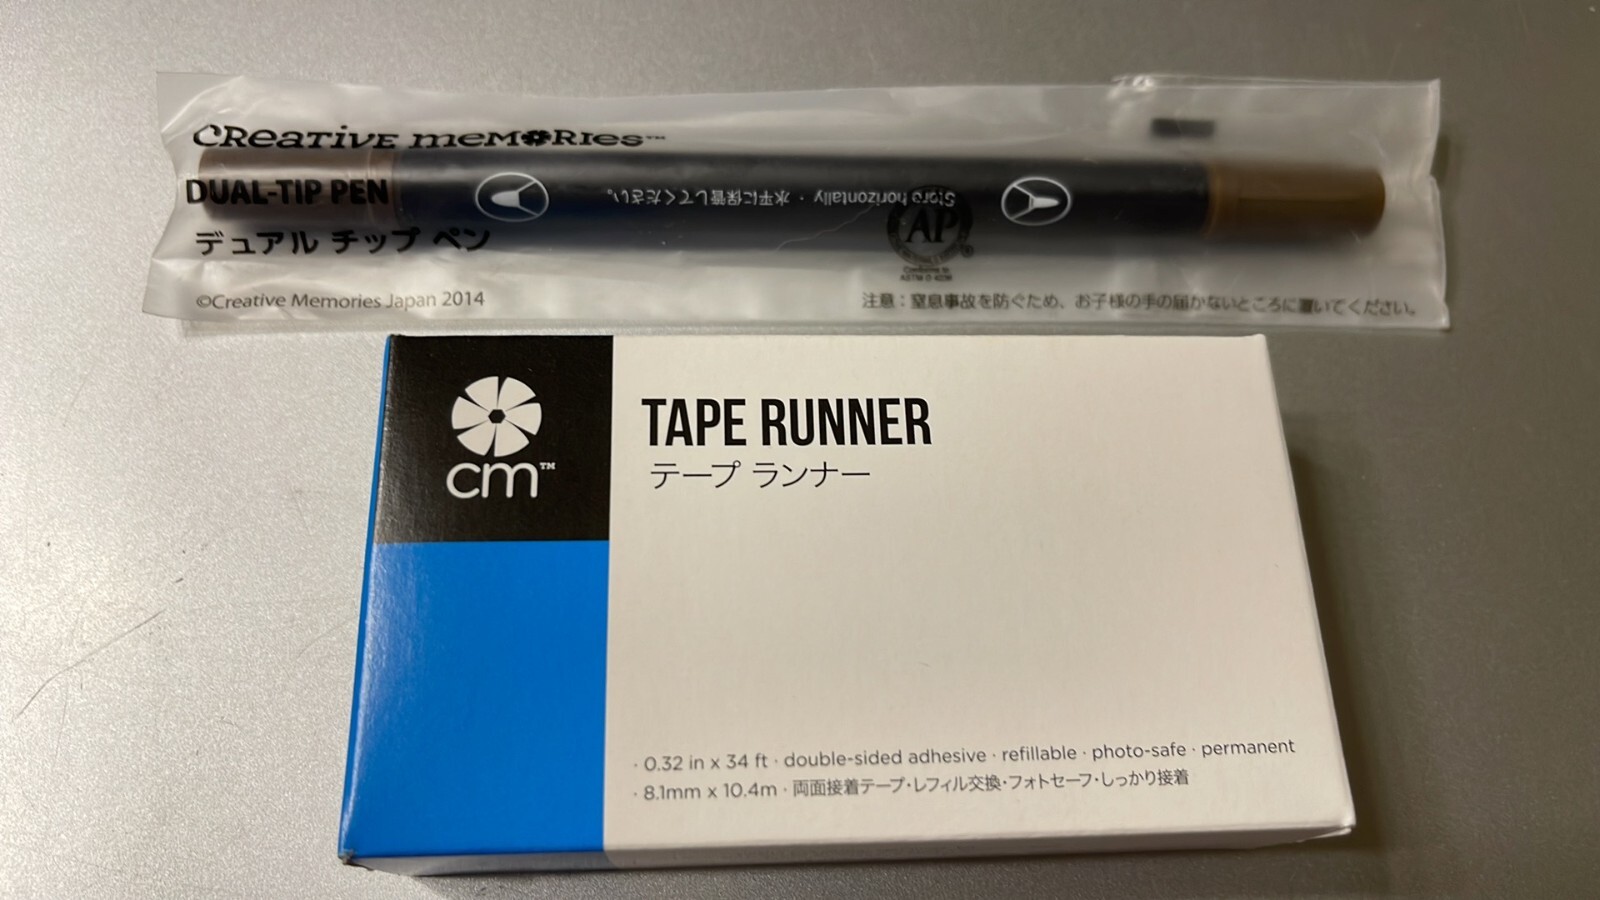 CReative meMORies™
DUAL-TIP PEN
デュアル チップ ペン
©Creative Memories Japan 2014
Store horizontally ・ 水平に保管してください。
AP
®
Conforms to
ASTM D 4236
注意：窒息事故を防ぐため、お子様の手の届かないところに置いてください。
cm™
TAPE RUNNER
テープ ランナー
· 0.32 in x 34 ft · double-sided adhesive · refillable · photo-safe · permanent
· 8.1mm x 10.4m · 両面接着テープ・レフィル交換・フォトセーフ・しっかり接着